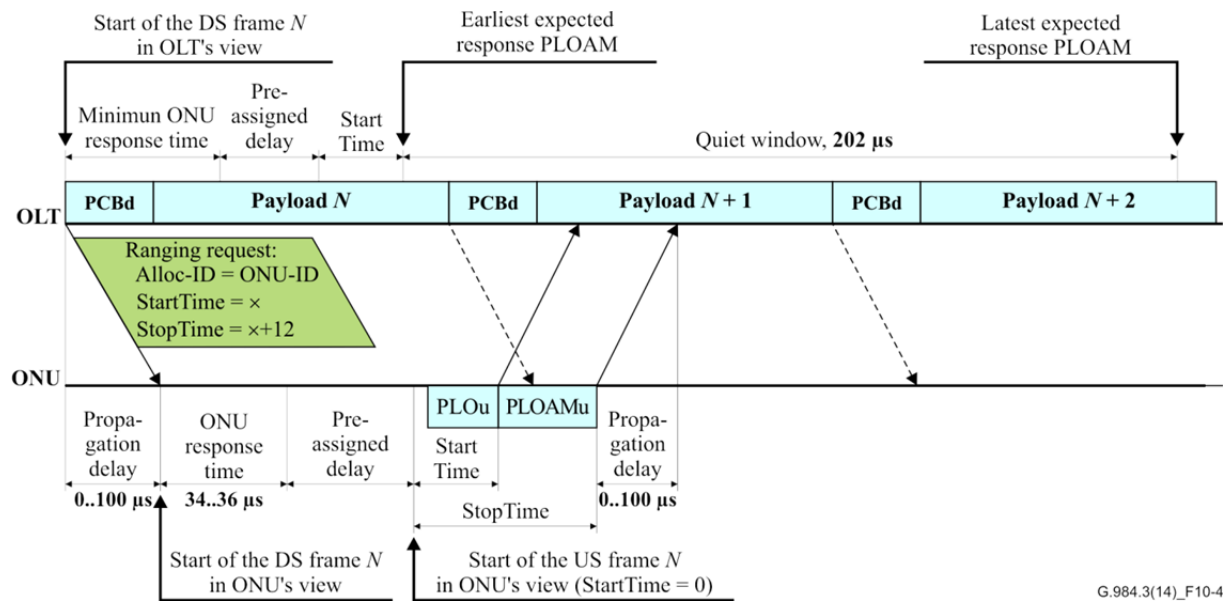 Start of the DS frame N
in OLT's view
Earliest expected
response PLOAM
Latest expected
response PLOAM
Minimun ONU
response time
Pre-
assigned
delay
Start
Time
Quiet window, 202 µs
OLT
PCBd
Payload N
PCBd
Payload N + 1
PCBd
Payload N + 2
Ranging request:
Alloc-ID = ONU-ID
StartTime = ×
StopTime = ×+12
ONU
PLOu
PLOAMu
Propa-
gation
delay
0..100 µs
ONU
response
time
34..36 µs
Pre-
assigned
delay
Start
Time
Propa-
gation
delay
0..100 µs
StopTime
Start of the DS frame N
in ONU's view
Start of the US frame N
in ONU's view (StartTime = 0)
G.984.3(14)_F10-4